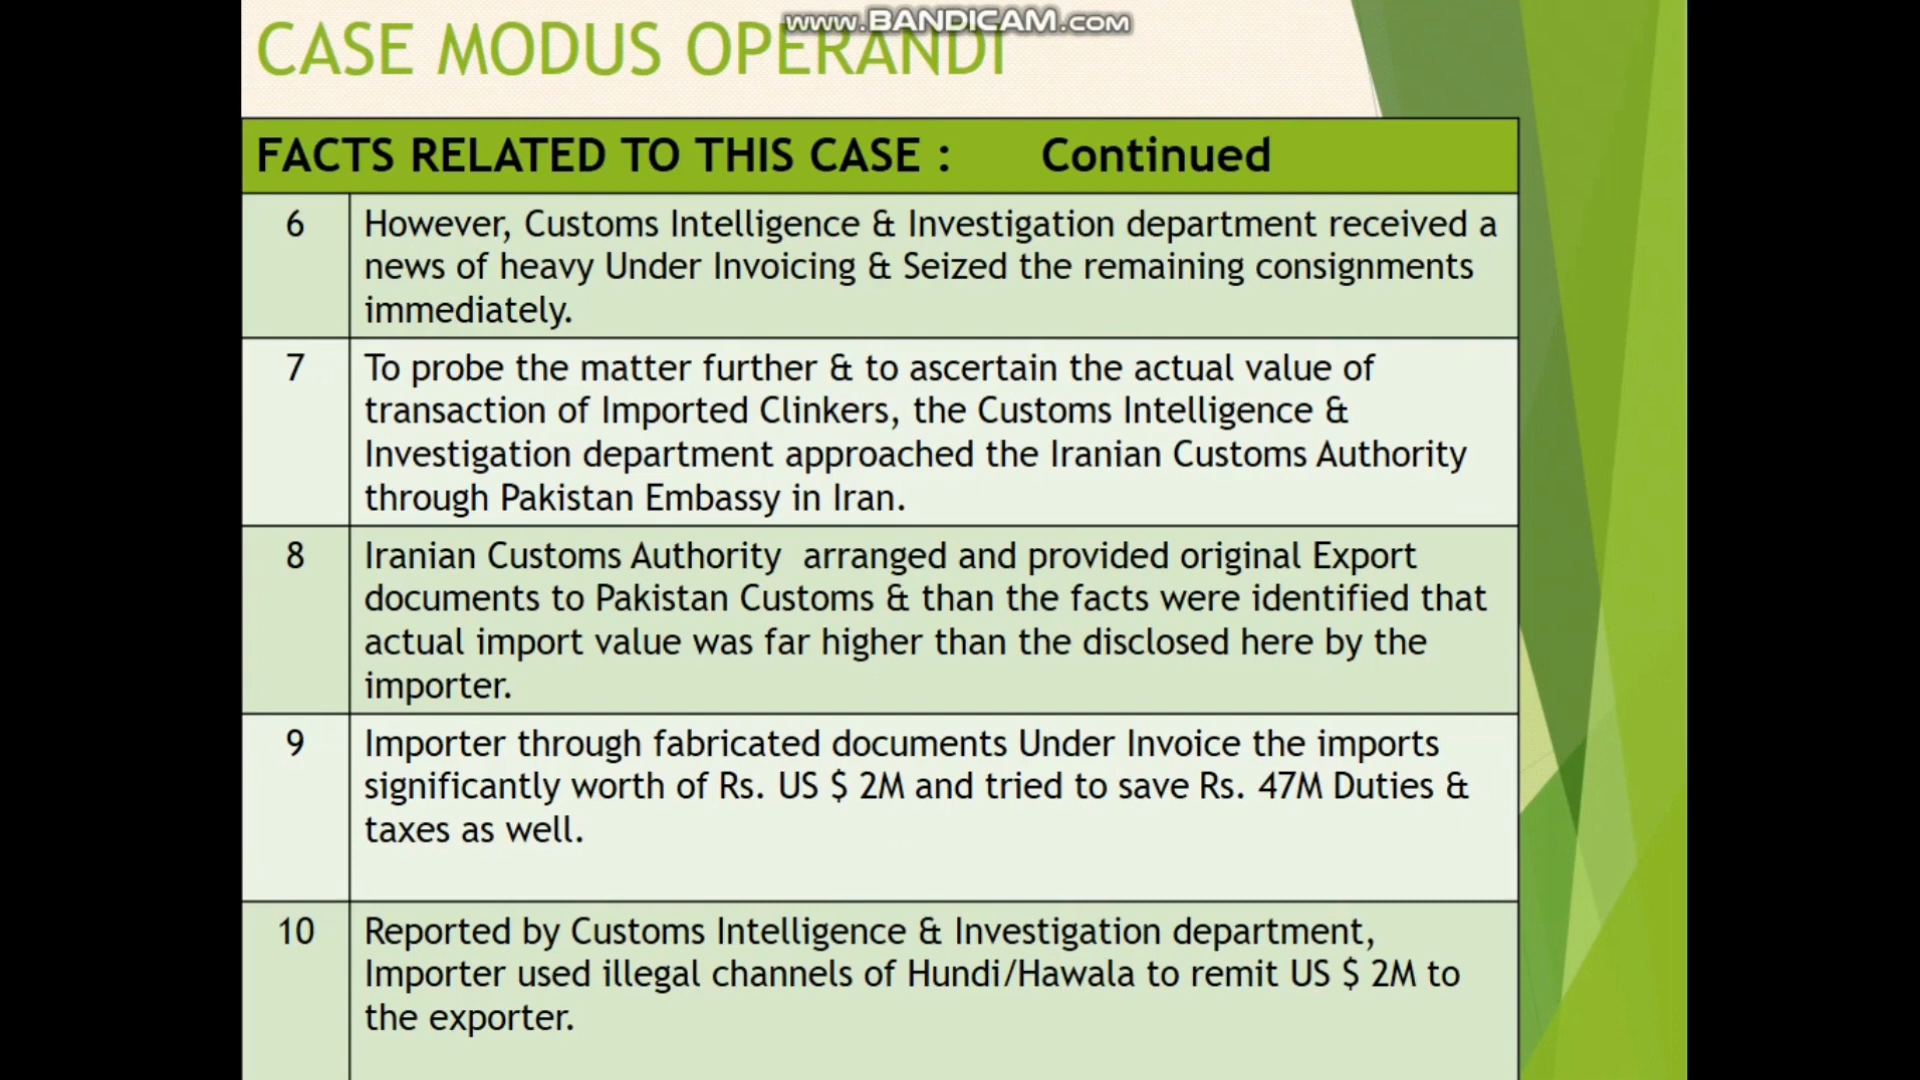 www.BANDICAM.com
CASE MODUS OPERANDI
FACTS RELATED TO THIS CASE : Continued
6 However, Customs Intelligence & Investigation department received a
news of heavy Under Invoicing & Seized the remaining consignments
immediately.
7 To probe the matter further & to ascertain the actual value of
transaction of Imported Clinkers, the Customs Intelligence &
Investigation department approached the Iranian Customs Authority
through Pakistan Embassy in Iran.
8 Iranian Customs Authority arranged and provided original Export
documents to Pakistan Customs & than the facts were identified that
actual import value was far higher than the disclosed here by the
importer.
9 Importer through fabricated documents Under Invoice the imports
significantly worth of Rs. US $ 2M and tried to save Rs. 47M Duties &
taxes as well.
10 Reported by Customs Intelligence & Investigation department,
Importer used illegal channels of Hundi/Hawala to remit US $ 2M to
the exporter.